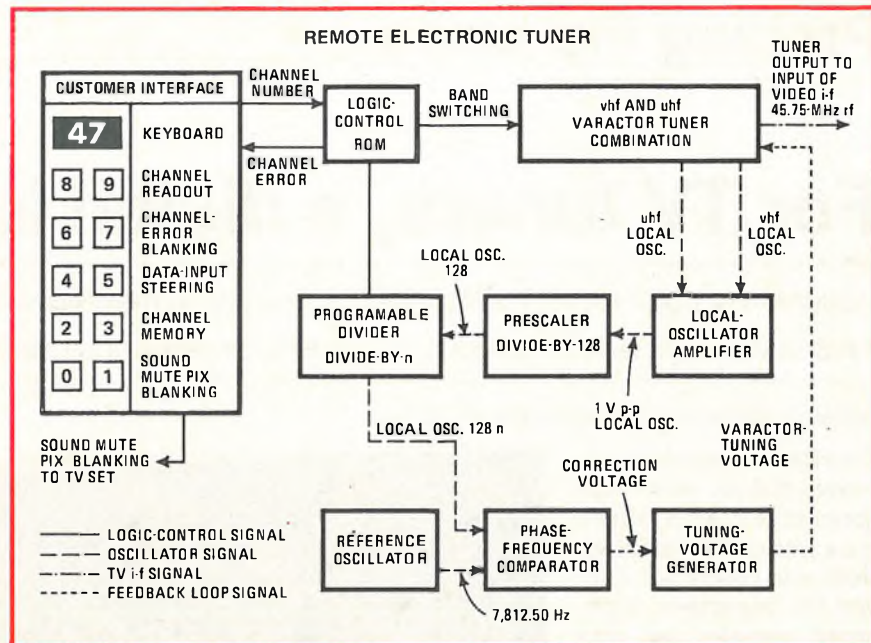 REMOTE ELECTRONIC TUNER
CUSTOMER INTERFACE
47
KEYBOARD
8 9
CHANNEL
READOUT
6 7
CHANNEL-
ERROR
BLANKING
4 5
DATA-INPUT
STEERING
2 3
CHANNEL
MEMORY
0 1
SOUND
MUTE PIX
BLANKING
SOUND MUTE
PIX BLANKING
TO TV SET
CHANNEL
NUMBER
CHANNEL
ERROR
LOGIC-
CONTROL
ROM
BAND
SWITCHING
vhf AND uhf
VARACTOR TUNER
COMBINATION
TUNER
OUTPUT TO
INPUT OF
VIDEO i-f
45.75-MHz rf
uhf
LOCAL
OSC.
vhf
LOCAL
OSC.
LOCAL OSC.
128
PROGRAMABLE
DIVIDER
DIVIDE-BY-n
PRESCALER
DIVIDE-BY-128
LOCAL-
OSCILLATOR
AMPLIFIER
1 V p-p
LOCAL OSC.
VARACTOR-
TUNING
VOLTAGE
LOCAL OSC. 128 n
CORRECTION
VOLTAGE
REFERENCE
OSCILLATOR
PHASE-
FREQUENCY
COMPARATOR
TUNING-
VOLTAGE
GENERATOR
7,812.50 Hz
LOGIC-CONTROL SIGNAL
OSCILLATOR SIGNAL
TV i-f SIGNAL
FEEDBACK LOOP SIGNAL